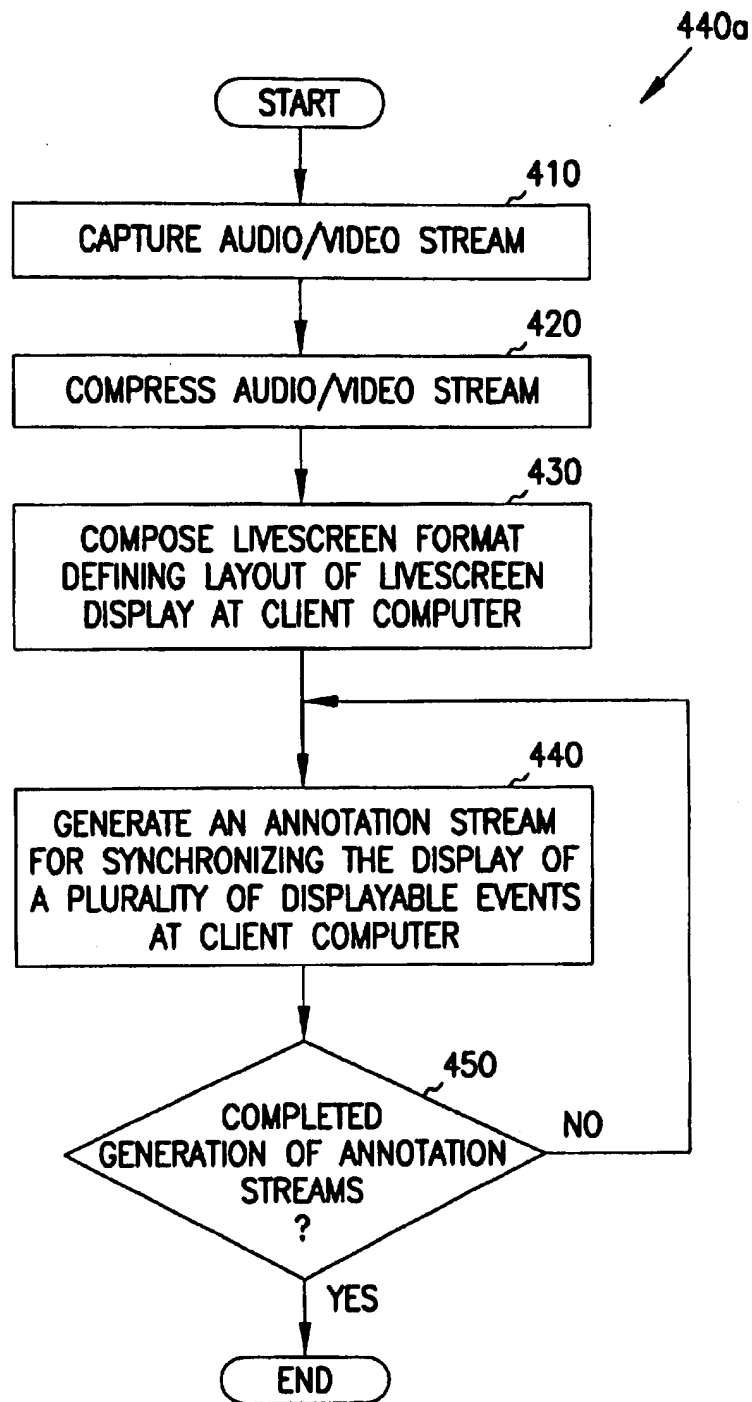 440a
START
410
CAPTURE AUDIO/VIDEO STREAM
420
COMPRESS AUDIO/VIDEO STREAM
430
COMPOSE LIVESCREEN FORMAT
DEFINING LAYOUT OF LIVESCREEN
DISPLAY AT CLIENT COMPUTER
440
GENERATE AN ANNOTATION STREAM
FOR SYNCHRONIZING THE DISPLAY OF
A PLURALITY OF DISPLAYABLE EVENTS
AT CLIENT COMPUTER
450
COMPLETED
GENERATION OF ANNOTATION
STREAMS
?
NO
YES
END